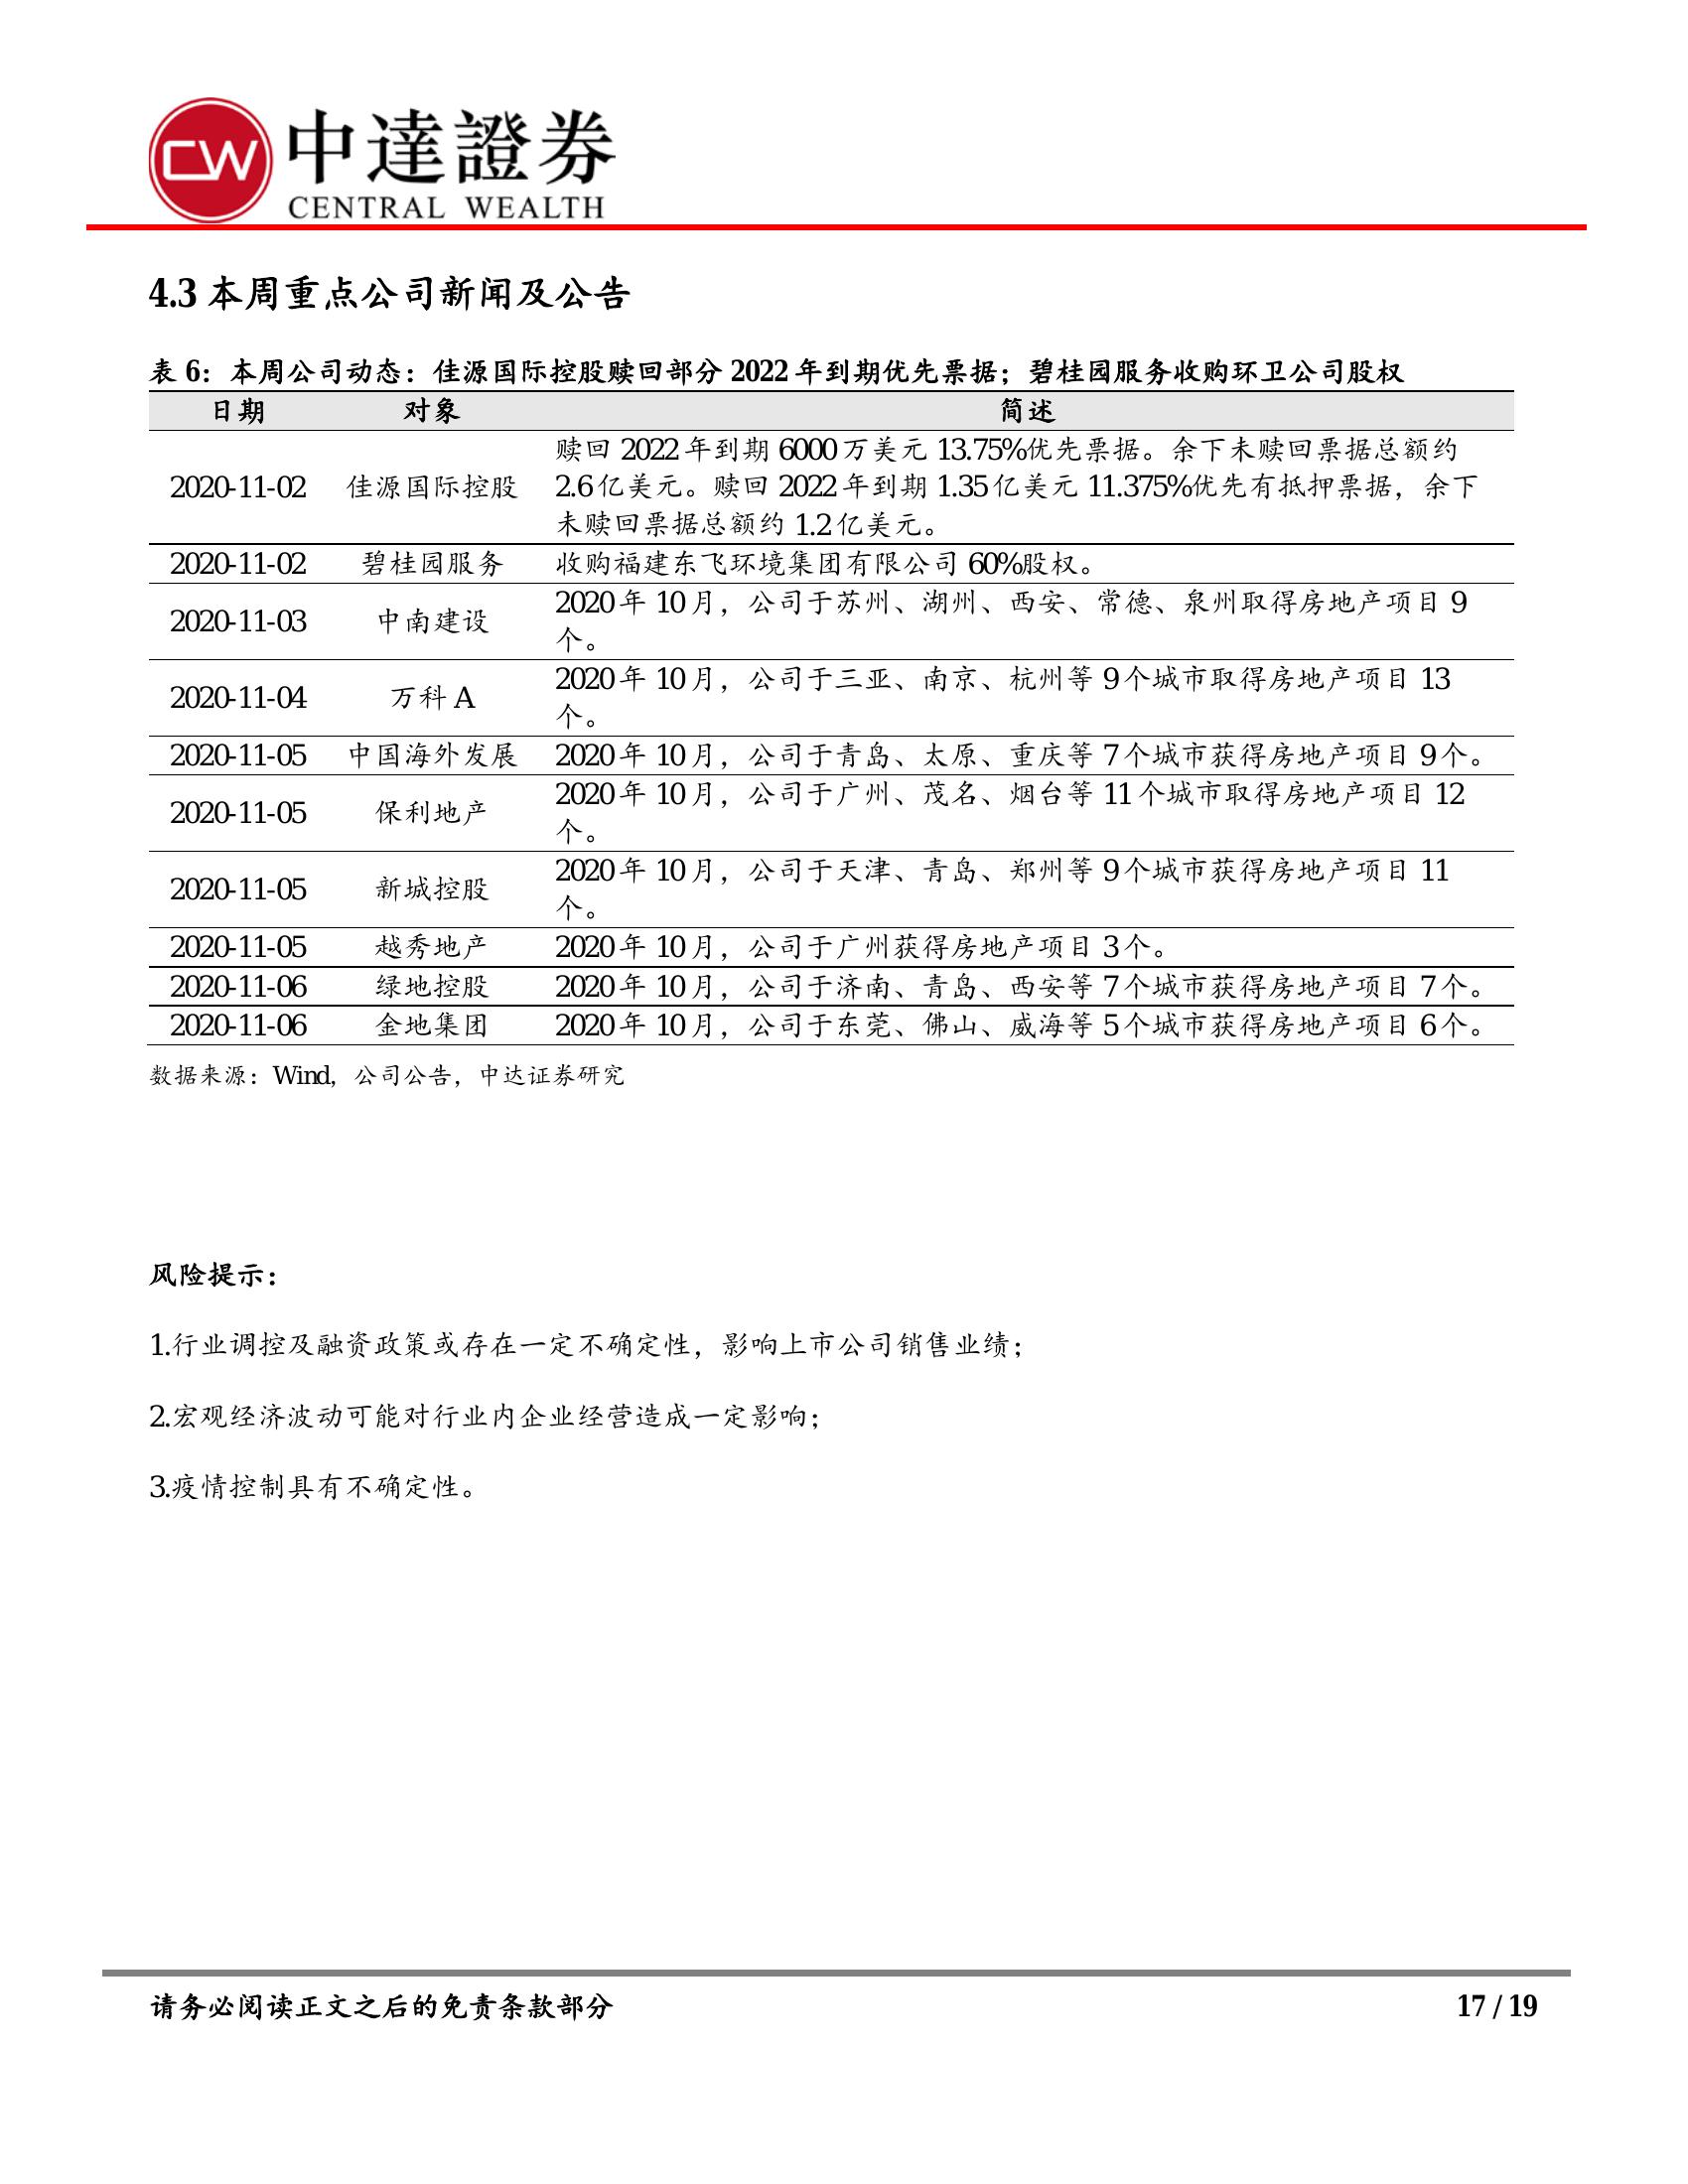 CW 中達證券
CENTRAL WEALTH
4.3 本周重点公司新闻及公告
表 6：本周公司动态：佳源国际控股赎回部分 2022 年到期优先票据；碧桂园服务收购环卫公司股权
日期 对象 简述
赎回 2022 年到期 6000 万美元 13.75%优先票据。余下未赎回票据总额约
2020-11-02 佳源国际控股 2.6 亿美元。赎回 2022 年到期 1.35 亿美元 11.375%优先有抵押票据，余下
未赎回票据总额约 1.2 亿美元。
2020-11-02 碧桂园服务 收购福建东飞环境集团有限公司 60%股权。
2020-11-03 中南建设 2020 年 10 月，公司于苏州、湖州、西安、常德、泉州取得房地产项目 9
个。
2020-11-04 万科 A 2020 年 10 月，公司于三亚、南京、杭州等 9 个城市取得房地产项目 13
个。
2020-11-05 中国海外发展 2020 年 10 月，公司于青岛、太原、重庆等 7 个城市获得房地产项目 9 个。
2020-11-05 保利地产 2020 年 10 月，公司于广州、茂名、烟台等 11 个城市取得房地产项目 12
个。
2020-11-05 新城控股 2020 年 10 月，公司于天津、青岛、郑州等 9 个城市获得房地产项目 11
个。
2020-11-05 越秀地产 2020 年 10 月，公司于广州获得房地产项目 3 个。
2020-11-06 绿地控股 2020 年 10 月，公司于济南、青岛、西安等 7 个城市获得房地产项目 7 个。
2020-11-06 金地集团 2020 年 10 月，公司于东莞、佛山、威海等 5 个城市获得房地产项目 6 个。
数据来源：Wind，公司公告，中达证券研究
风险提示：
1.行业调控及融资政策或存在一定不确定性，影响上市公司销售业绩；
2.宏观经济波动可能对行业内企业经营造成一定影响；
3.疫情控制具有不确定性。
请务必阅读正文之后的免责条款部分 17 / 19